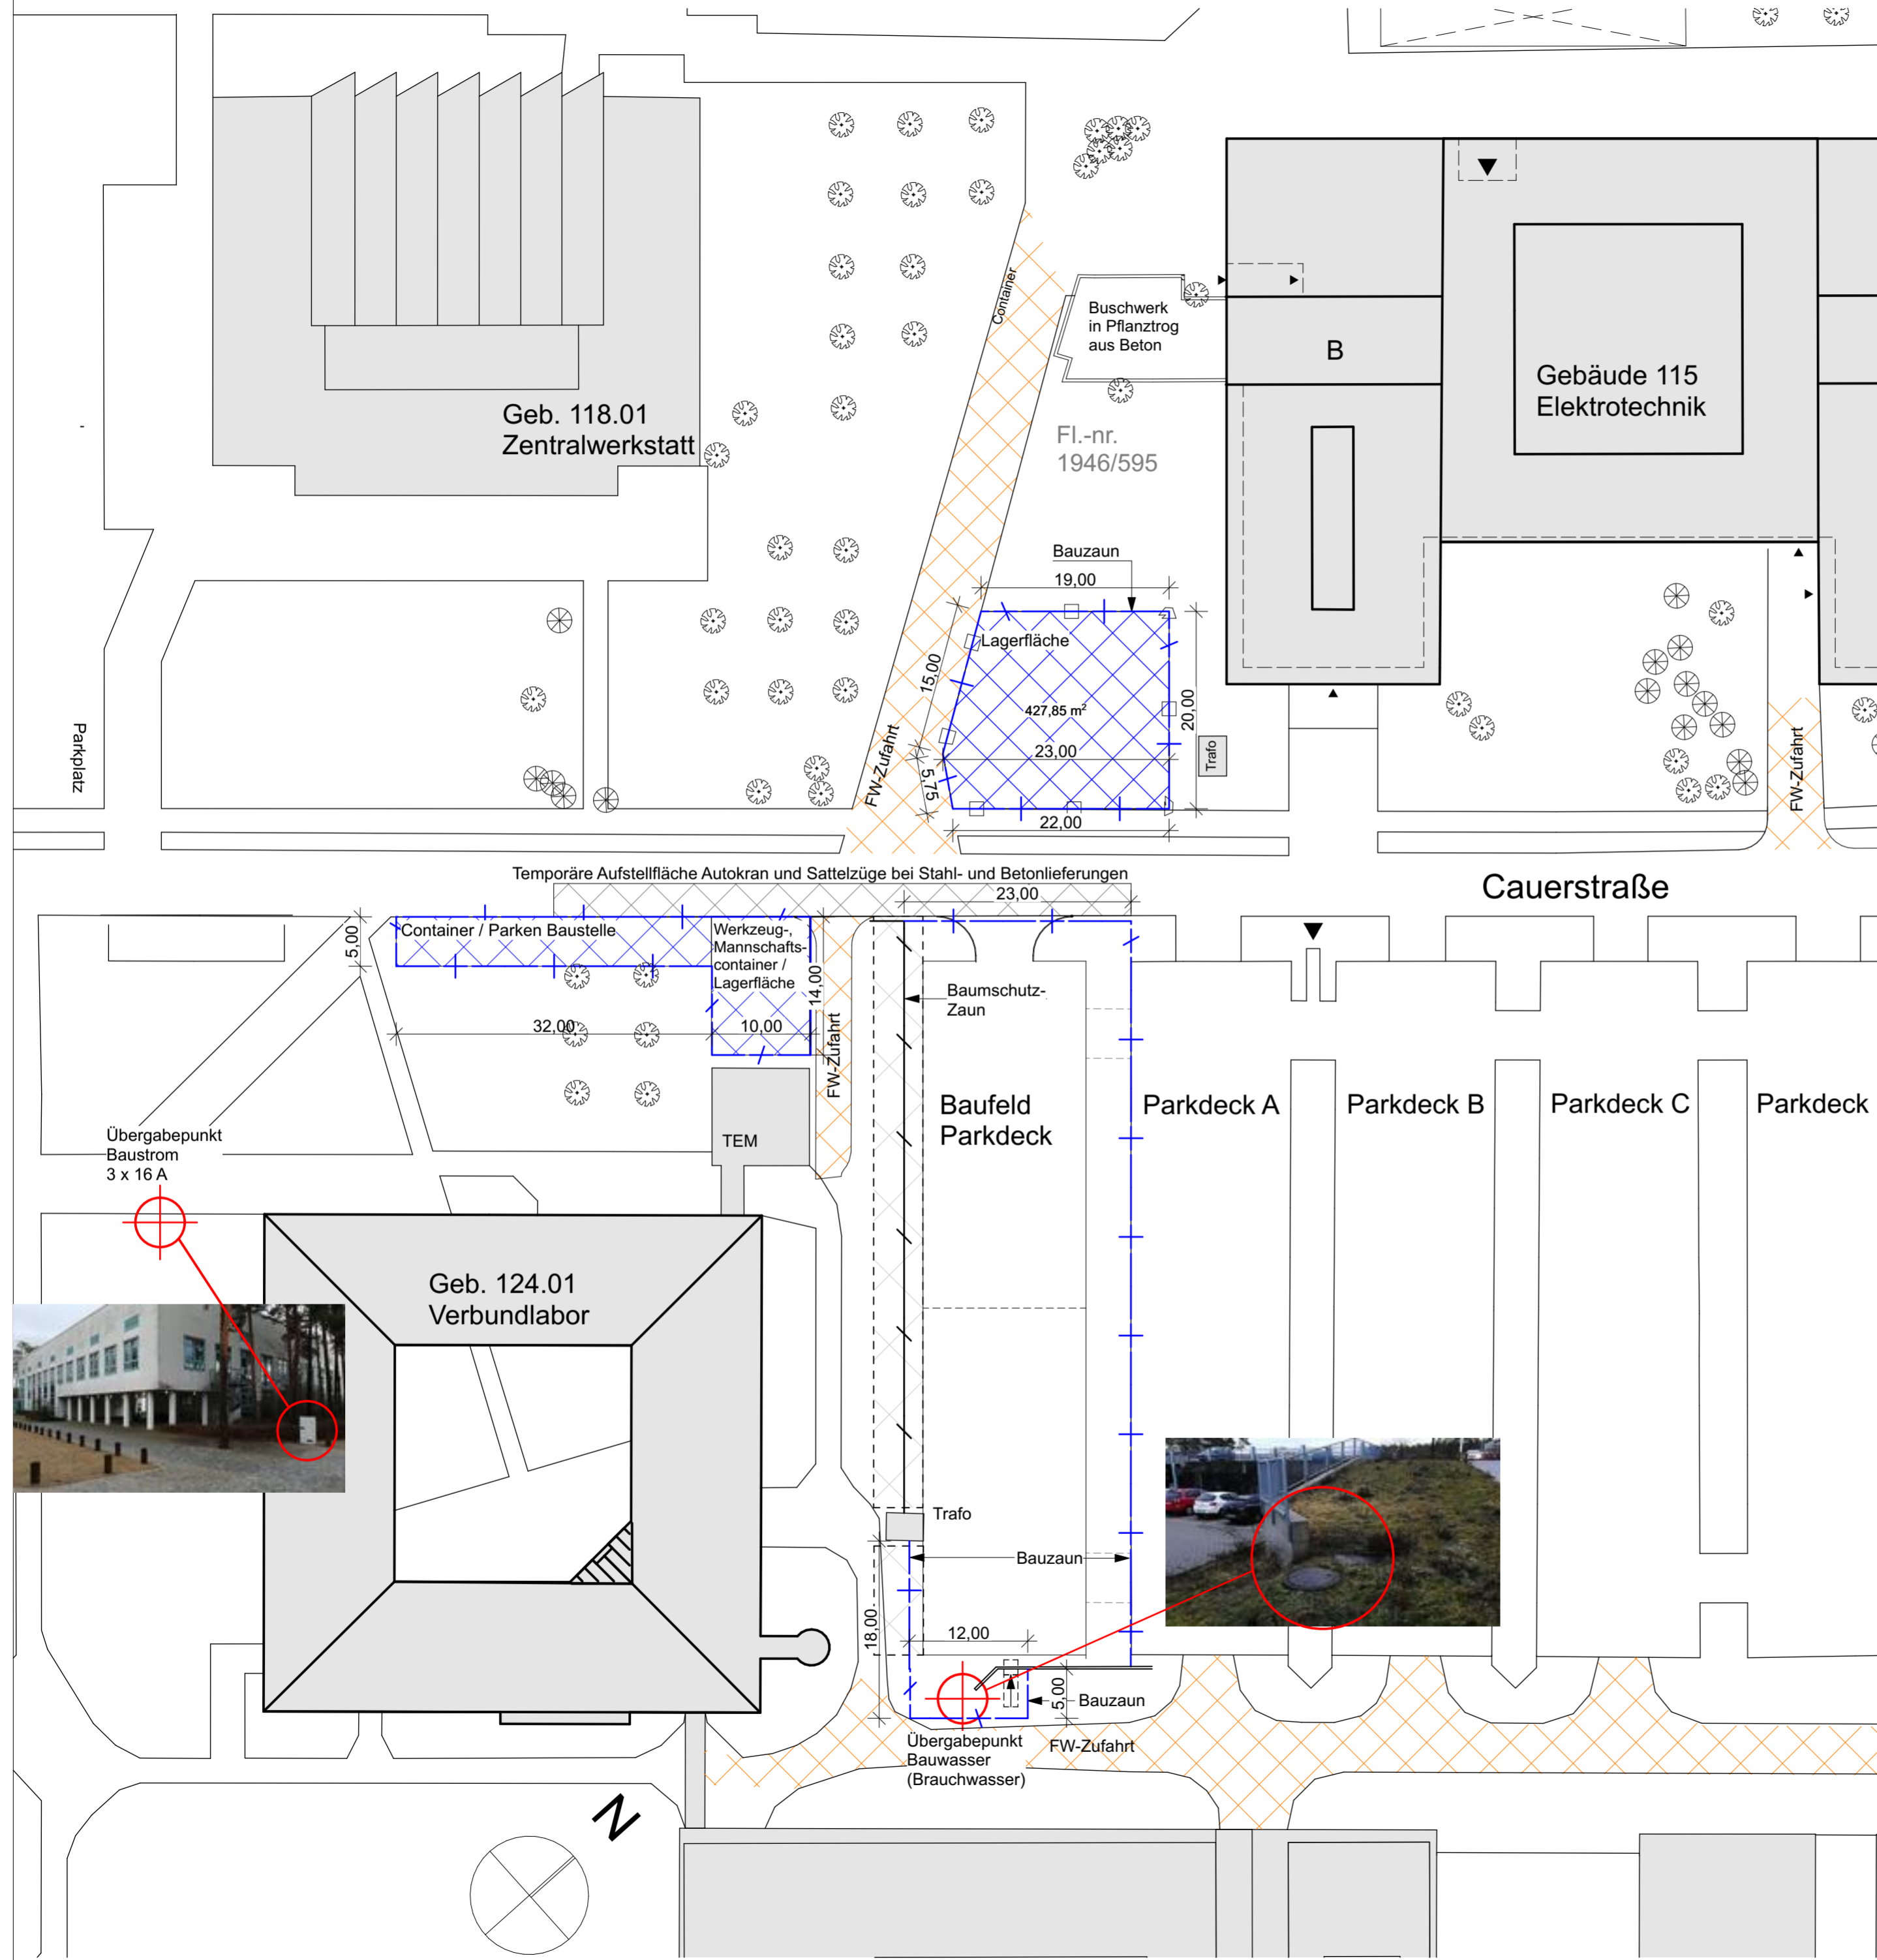 Container
Buschwerk
in Pflanztrog
aus Beton
B
Gebäude 115
Elektrotechnik
Geb. 118.01
Zentralwerkstatt
Fl.-nr.
1946/595
Bauzaun
19,00
Lagerfläche
15,00
427,85 m²
20,00
23,00
5,75
22,00
Trafo
FW-Zufahrt
FW-Zufahrt
Parkplatz
Temporäre Aufstellfläche Autokran und Sattelzüge bei Stahl- und Betonlieferungen
23,00
Cauerstraße
5,00
Container / Parken Baustelle
Werkzeug-,
Mannschafts-
container /
Lagerfläche
14,00
32,00
10,00
FW-Zufahrt
Baumschutz-
Zaun
Baufeld
Parkdeck
Parkdeck A
Parkdeck B
Parkdeck C
Parkdeck
TEM
Übergabepunkt
Baustrom
3 x 16 A
Geb. 124.01
Verbundlabor
Trafo
Bauzaun
18,00
12,00
5,00
Bauzaun
Übergabepunkt
Bauwasser
(Brauchwasser)
FW-Zufahrt
N